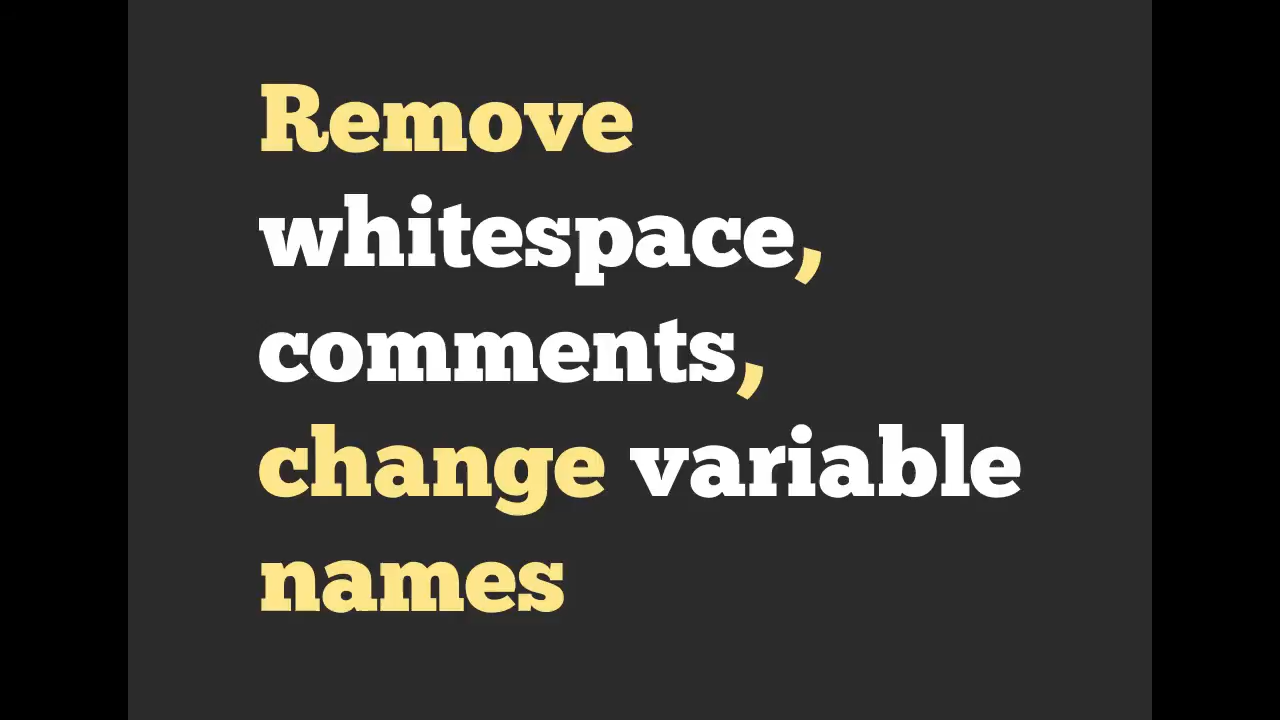 Remove
whitespace,
comments,
change variable
names